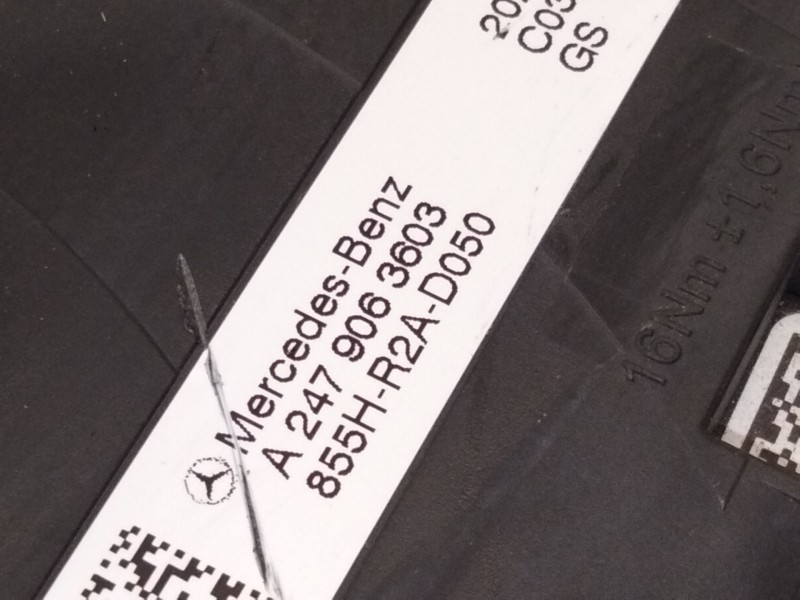 C03
GS
Mercedes-Benz
A 247 906 3603
855H-R2A-D050
16Nm ±1,6Nm